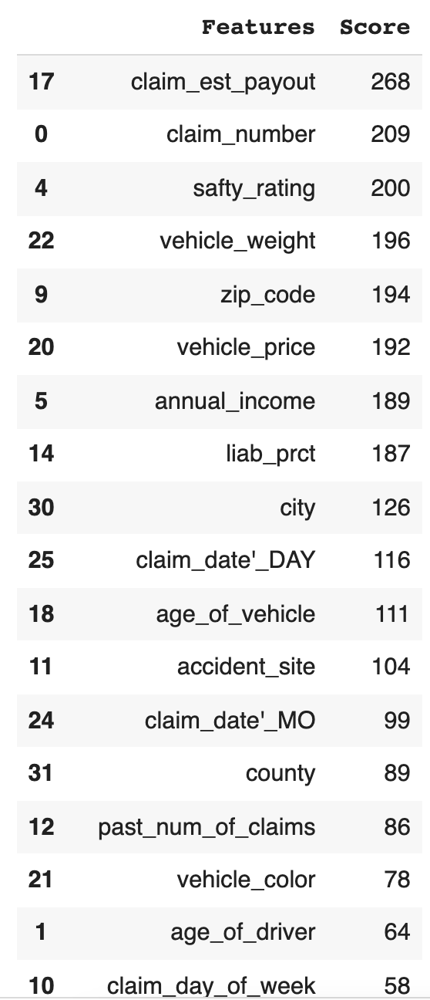 Features Score
17 claim_est_payout 268
0 claim_number 209
4 safty_rating 200
22 vehicle_weight 196
9 zip_code 194
20 vehicle_price 192
5 annual_income 189
14 liab_prct 187
30 city 126
25 claim_date'_DAY 116
18 age_of_vehicle 111
11 accident_site 104
24 claim_date'_MO 99
31 county 89
12 past_num_of_claims 86
21 vehicle_color 78
1 age_of_driver 64
10 claim_day_of_week 58